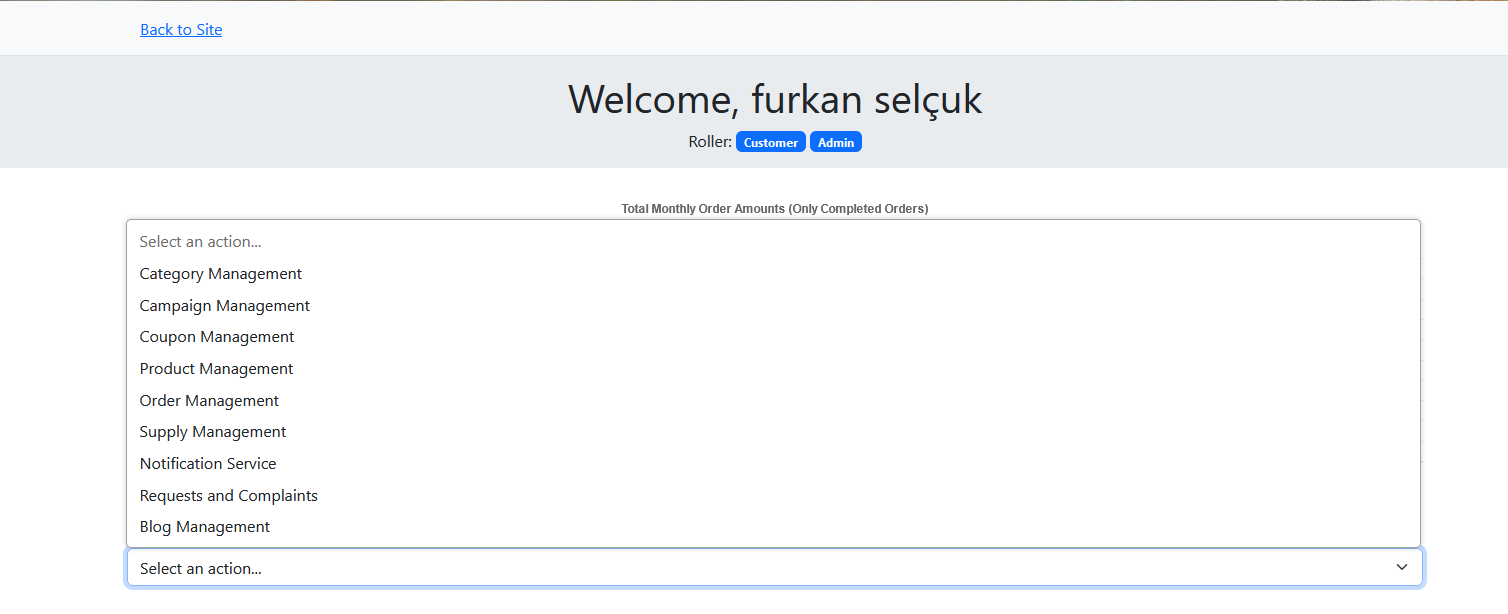 Back to Site
Welcome, furkan selçuk
Roller: Customer Admin
Total Monthly Order Amounts (Only Completed Orders)
Select an action...
Category Management
Campaign Management
Coupon Management
Product Management
Order Management
Supply Management
Notification Service
Requests and Complaints
Blog Management
Select an action...